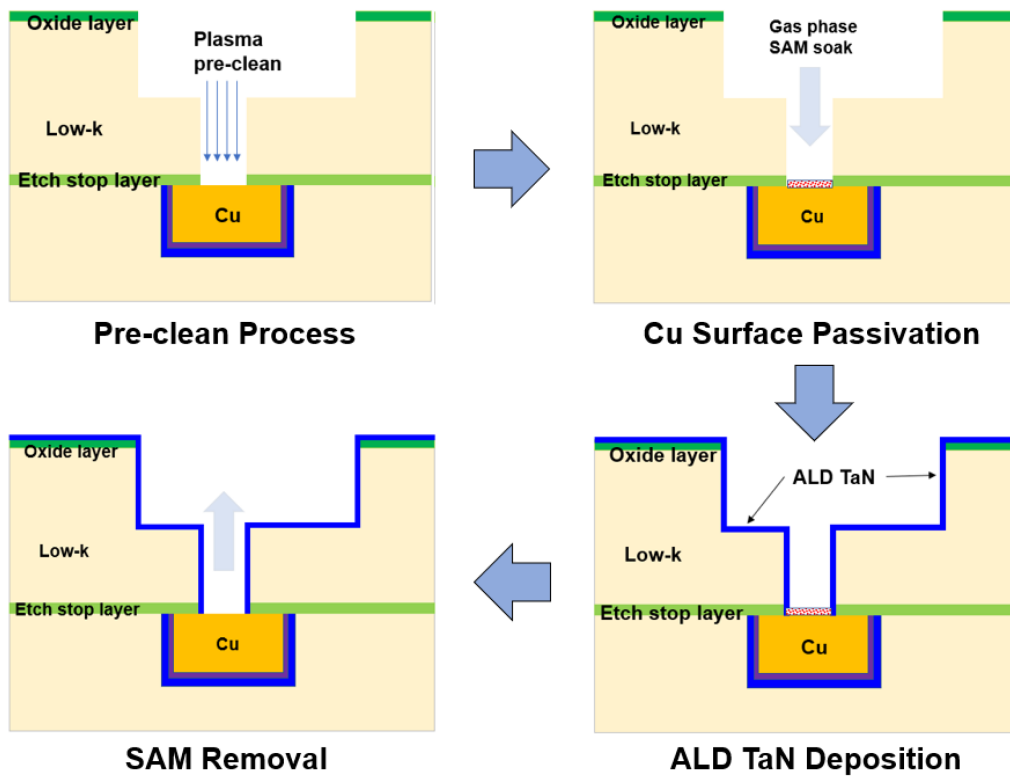 Oxide layer
Plasma
pre-clean
Low-k
Etch stop layer
Cu
Pre-clean Process
Oxide layer
Gas phase
SAM soak
Low-k
Etch stop layer
Cu
Cu Surface Passivation
Oxide layer
Low-k
Etch stop layer
Cu
SAM Removal
Oxide layer
ALD TaN
Low-k
Etch stop layer
Cu
ALD TaN Deposition